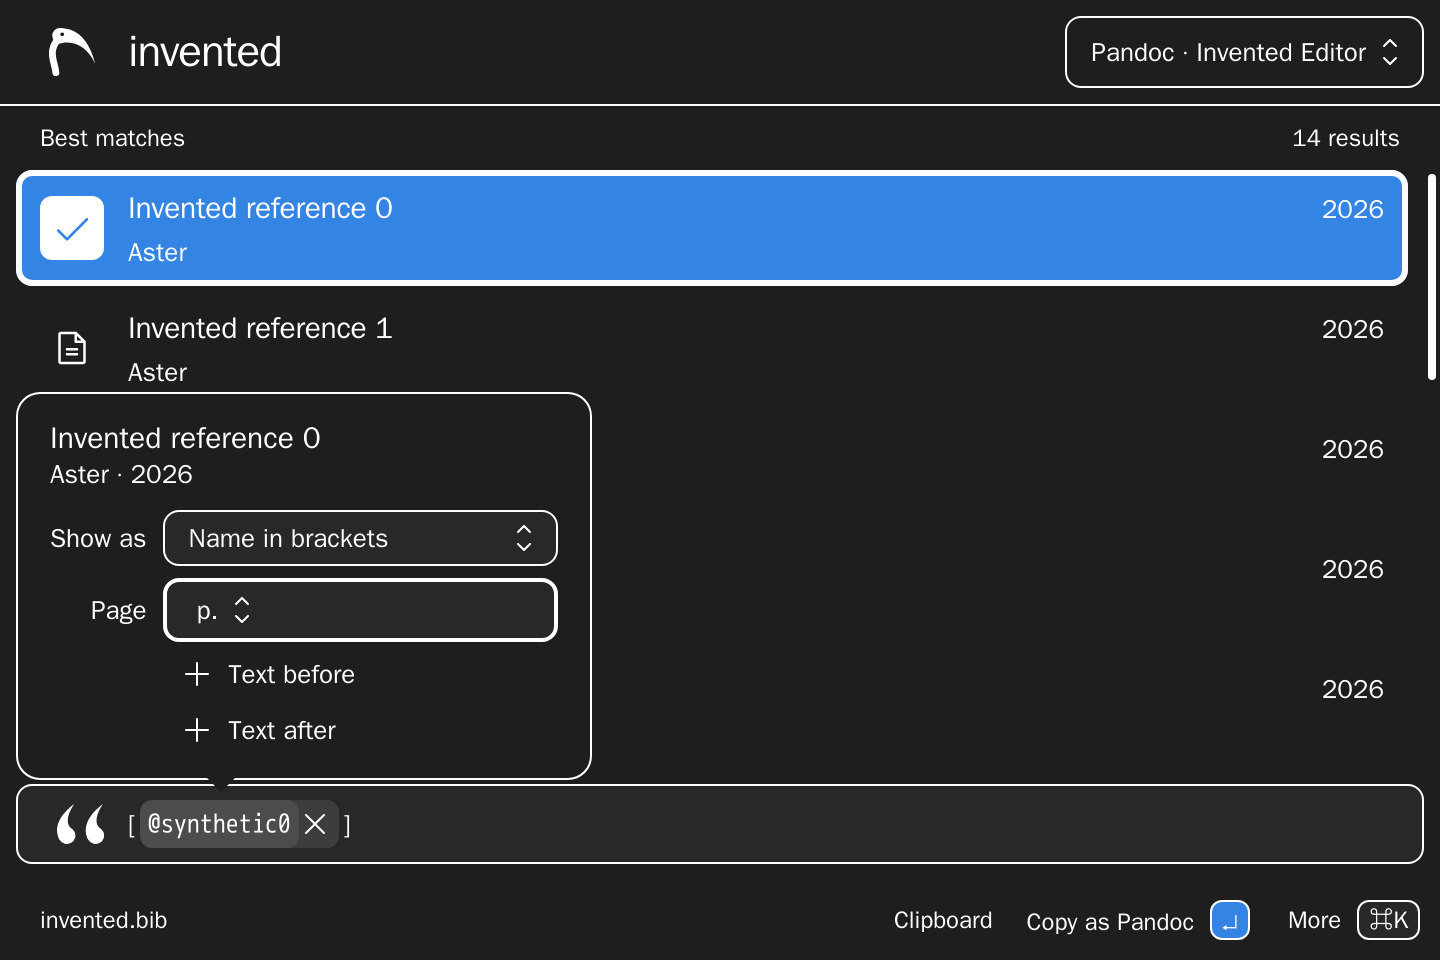 invented
Pandoc · Invented Editor
Best matches
14 results
Invented reference 0
2026
Aster
Invented reference 1
2026
Aster
Invented reference 0
Aster · 2026
2026
Show as
Name in brackets
2026
Page
p.
Text before
2026
Text after
[@synthetic0]
invented.bib
Clipboard
Copy as Pandoc
More
⌘K